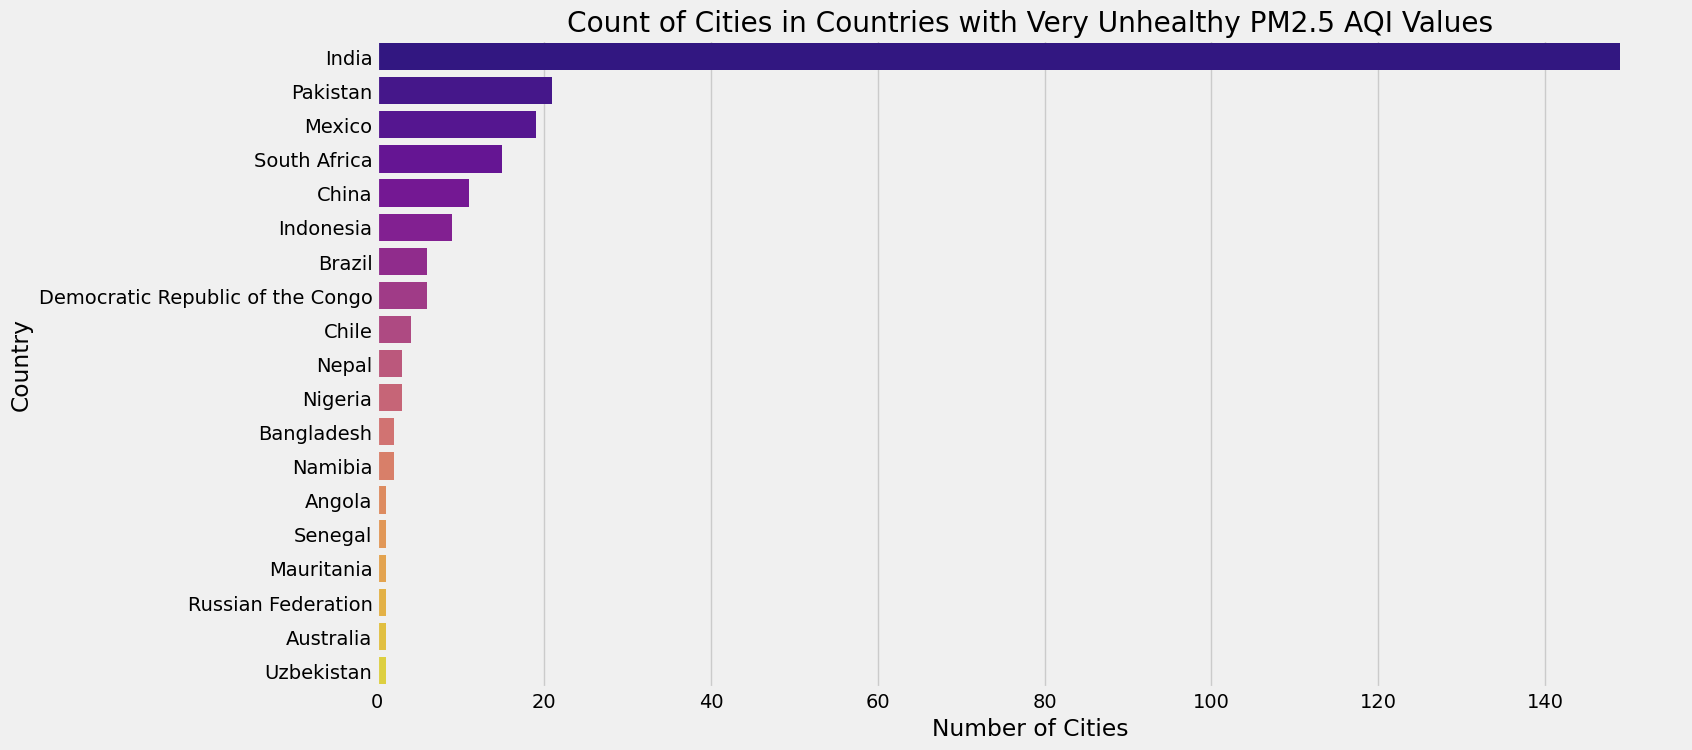 Count of Cities in Countries with Very Unhealthy PM2.5 AQI Values
Country
India
Pakistan
Mexico
South Africa
China
Indonesia
Brazil
Democratic Republic of the Congo
Chile
Nepal
Nigeria
Bangladesh
Namibia
Angola
Senegal
Mauritania
Russian Federation
Australia
Uzbekistan
0 20 40 60 80 100 120 140
Number of Cities